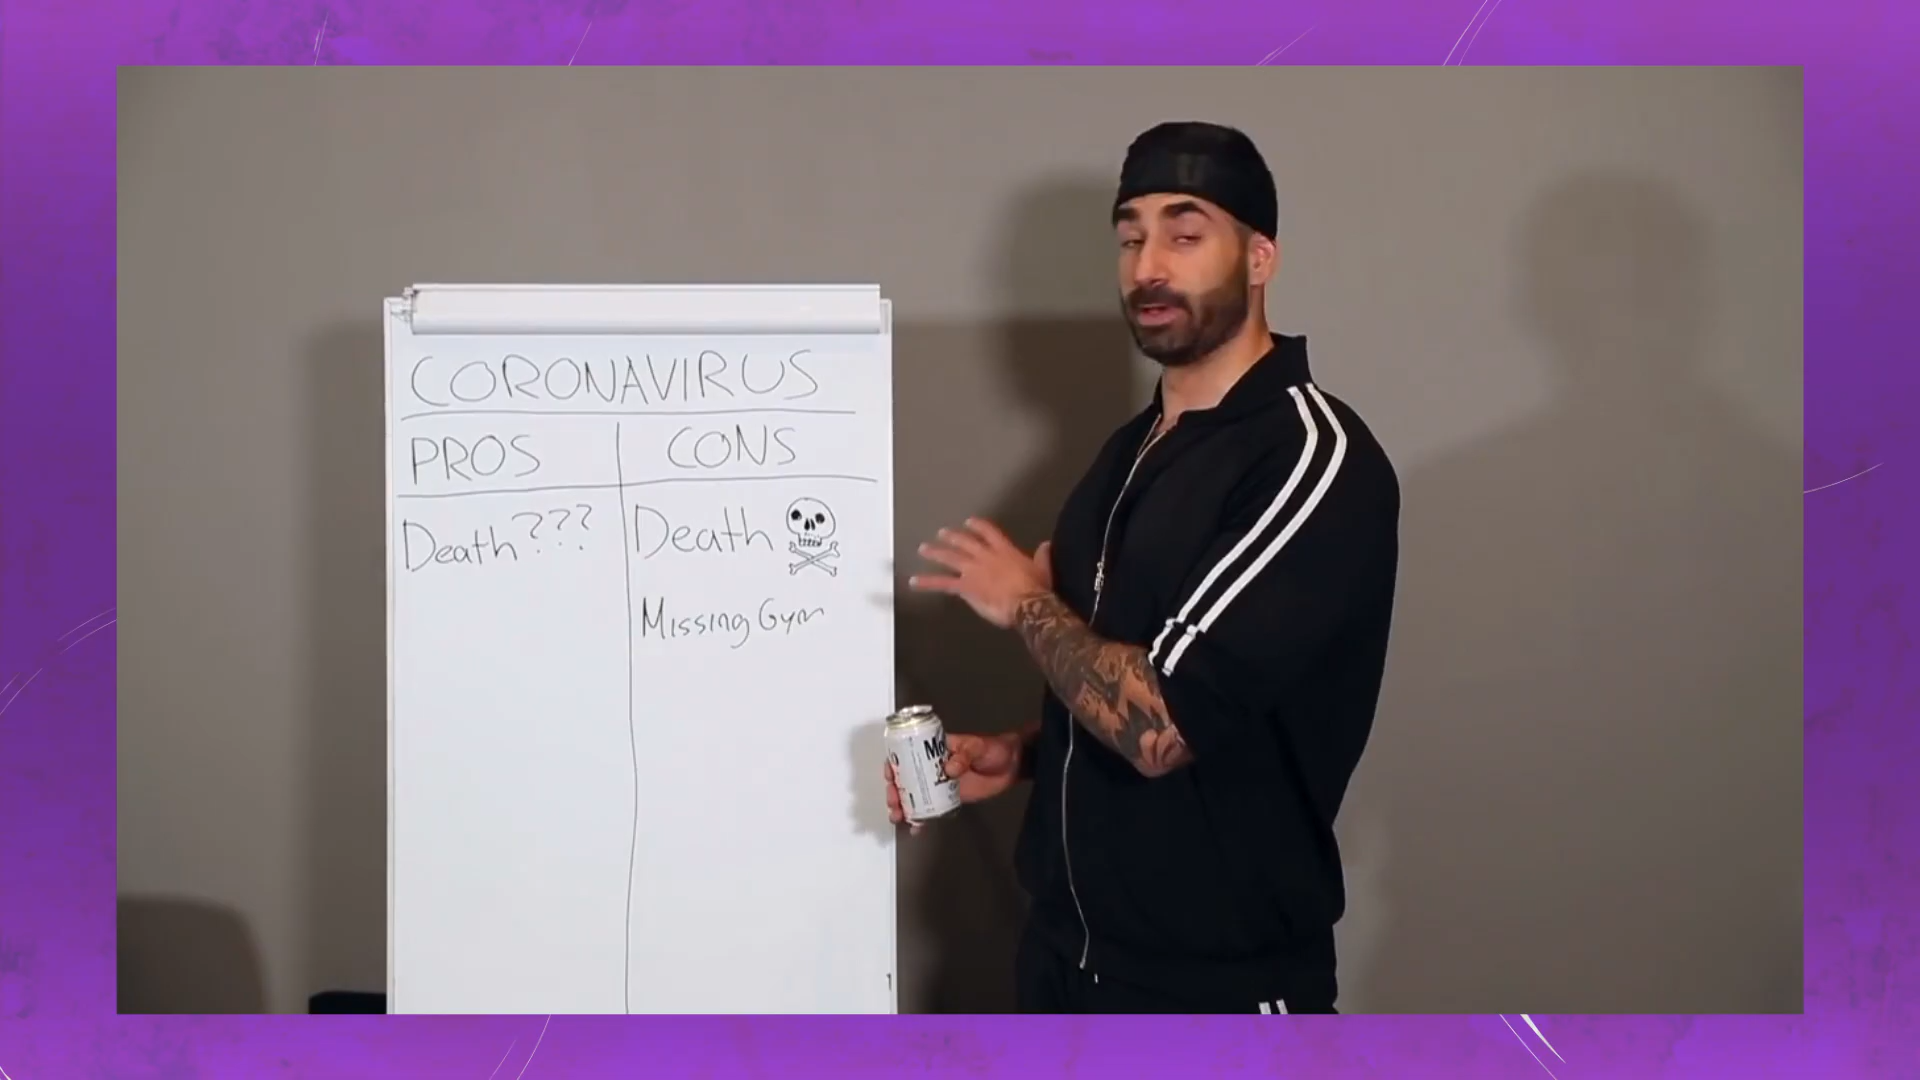 CORONAVIRUS
PROS
CONS
Death???
Death
Missing Gym